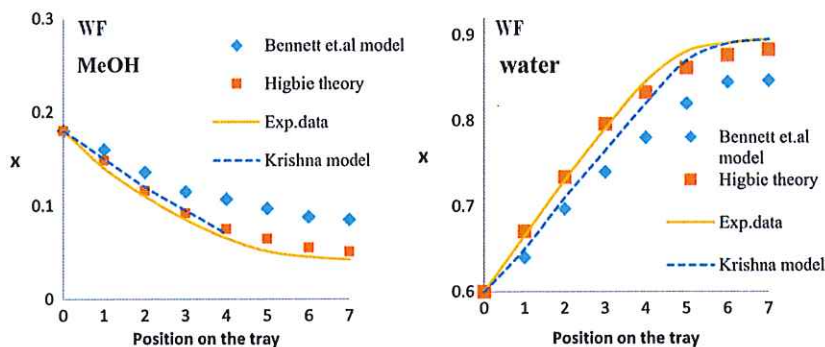 0.3
WF
MeOH
Bennett et.al model
Higbie theory
Exp.data
Krishna model
0.2
x
0.1
0
0 1 2 3 4 5 6 7
Position on the tray
0.9
WF
water
0.8
x
Bennett et.al
model
Higbie theory
0.7
Exp.data
Krishna model
0.6
0 1 2 3 4 5 6 7
Position on the tray